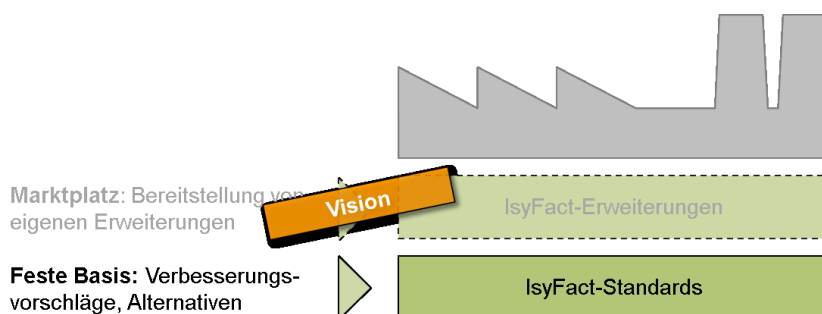 Marktplatz: Bereitstellung von
eigenen Erweiterungen
Vision
IsyFact-Erweiterungen
Feste Basis: Verbesserungs-
vorschläge, Alternativen
IsyFact-Standards